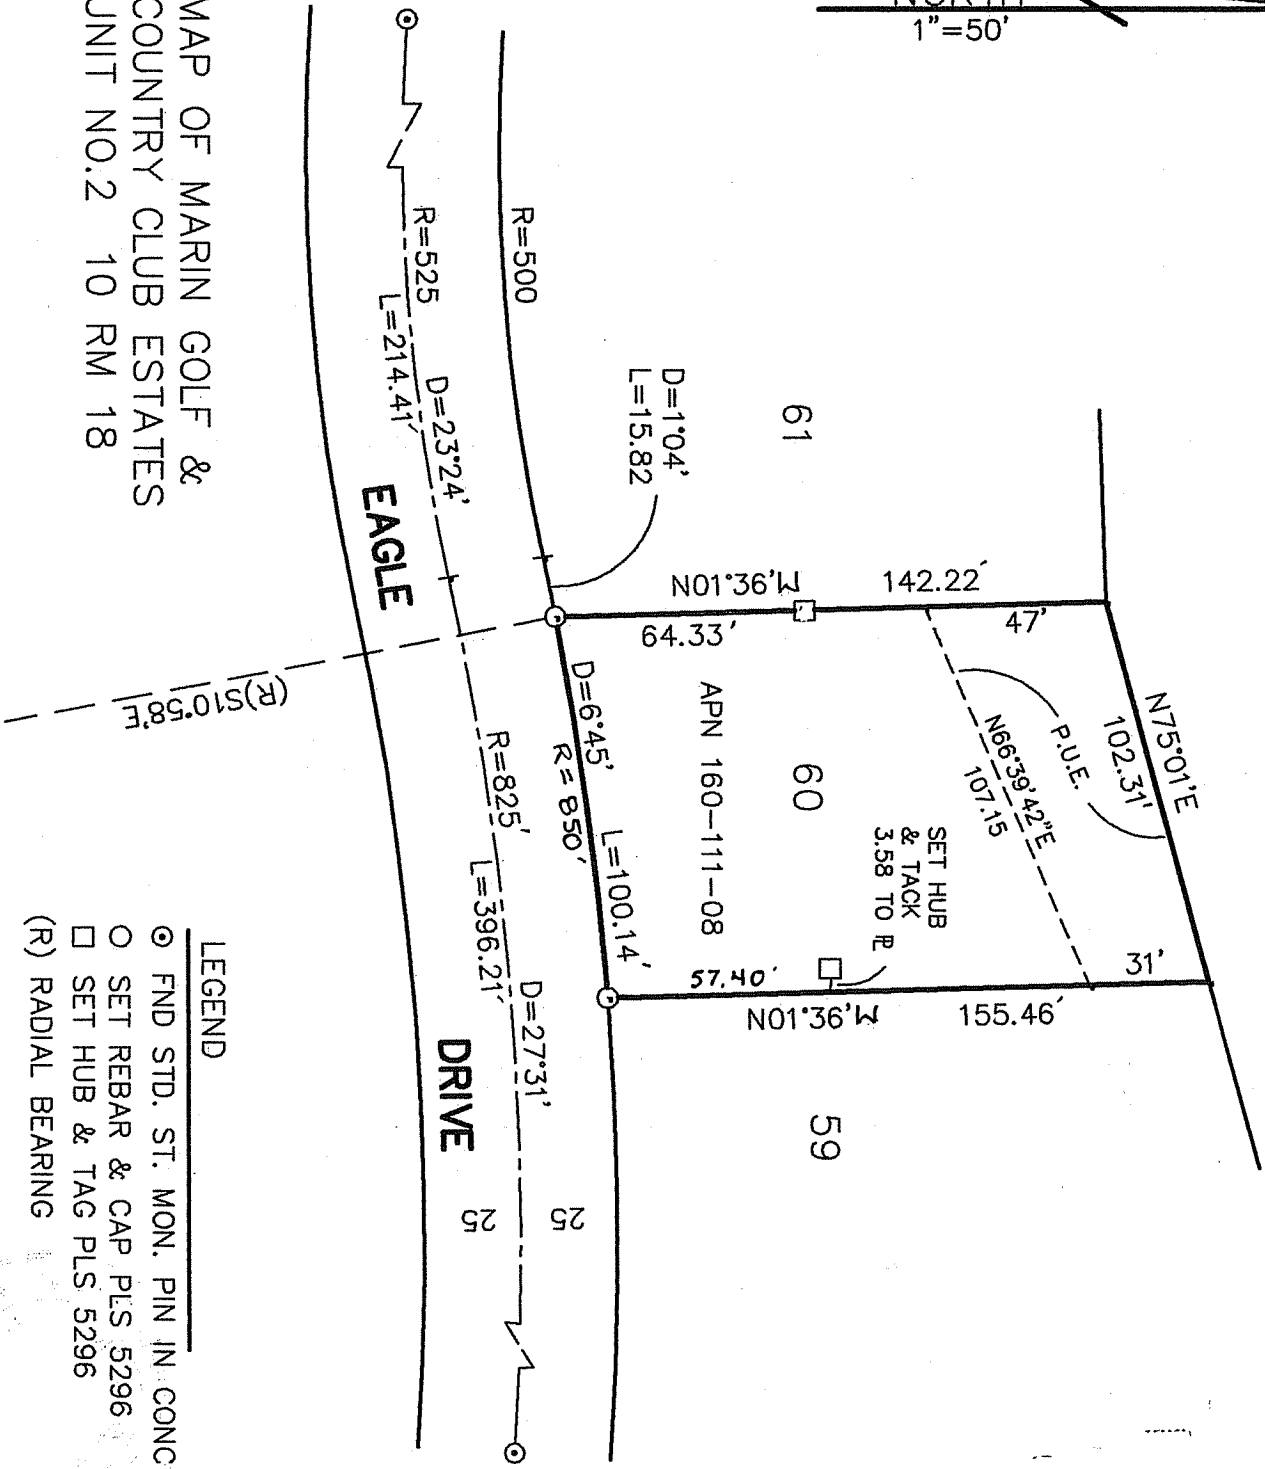 1"=50'
MAP OF MARIN GOLF &
COUNTRY CLUB ESTATES
UNIT NO.2 10 RM 18
R=500
R=525
L=214.41'
D=23°24'
D=1°04'
L=15.82
61
EAGLE
DRIVE
(R)S10°58'E
N01°36'W
142.22'
64.33'
47'
D=6°45'
R=850'
L=100.14'
APN 160-111-08
60
N75°01'E
102.31'
P.U.E.
N66°39'42"E
107.15
SET HUB
& TACK
3.58 TO PL
31'
57.40'
N01°36'W
155.46'
R=825'
L=396.21'
D=27°31'
59
25
25
LEGEND
FND STD. ST. MON. PIN IN CONC
SET REBAR & CAP PLS 5296
SET HUB & TAG PLS 5296
(R) RADIAL BEARING